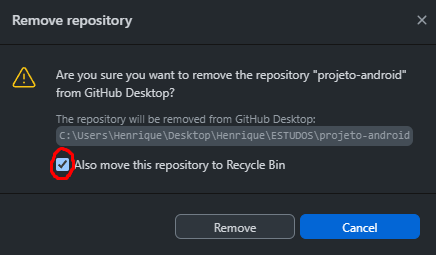 Remove repository
Are you sure you want to remove the repository "projeto-android"
from GitHub Desktop?
The repository will be removed from GitHub Desktop:
C:\Users\Henrique\Desktop\Henrique\ESTUDOS\projeto-android
Also move this repository to Recycle Bin
Remove
Cancel